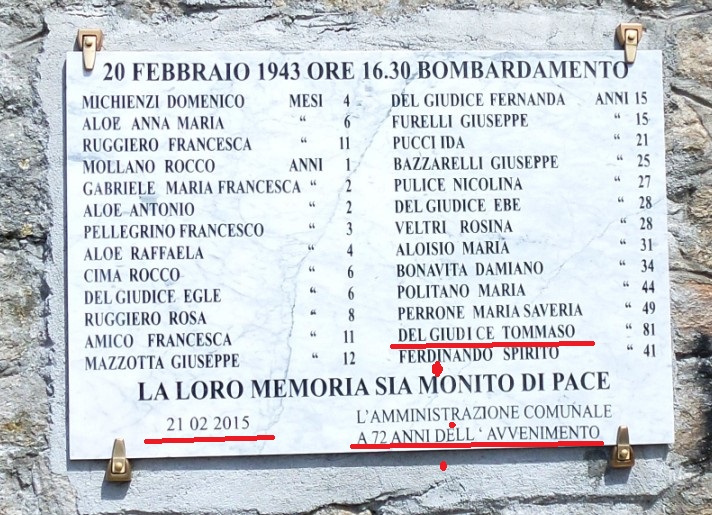 20 FEBBRAIO 1943 ORE 16.30 BOMBARDAMENTO
MICHIENZI DOMENICO MESI 4
ALOE ANNA MARIA “ 6
RUGGIERO FRANCESCA “ 11
MOLLANO ROCCO ANNI 1
GABRIELE MARIA FRANCESCA “ 2
ALOE ANTONIO “ 2
PELLEGRINO FRANCESCO “ 3
ALOE RAFFAELA “ 4
CIMA ROCCO “ 6
DEL GIUDICE EGLE “ 6
RUGGIERO ROSA “ 8
AMICO FRANCESCA “ 11
MAZZOTTA GIUSEPPE “ 12
DEL GIUDICE FERNANDA ANNI 15
FURELLI GIUSEPPE “ 15
PUCCI IDA “ 21
BAZZARELLI GIUSEPPE “ 25
PULICE NICOLINA “ 27
DEL GIUDICE EBE “ 28
VELTRI ROSINA “ 28
ALOISIO MARIA “ 31
BONAVITA DAMIANO “ 34
POLITANO MARIA “ 44
PERRONE MARIA SAVERIA “ 49
DEL GIUDICE TOMMASO “ 81
FERDINANDO SPIRITO “ 41
LA LORO MEMORIA SIA MONITO DI PACE
21 02 2015
L'AMMINISTRAZIONE COMUNALE
A 72 ANNI DELL ' AVVENIMENTO